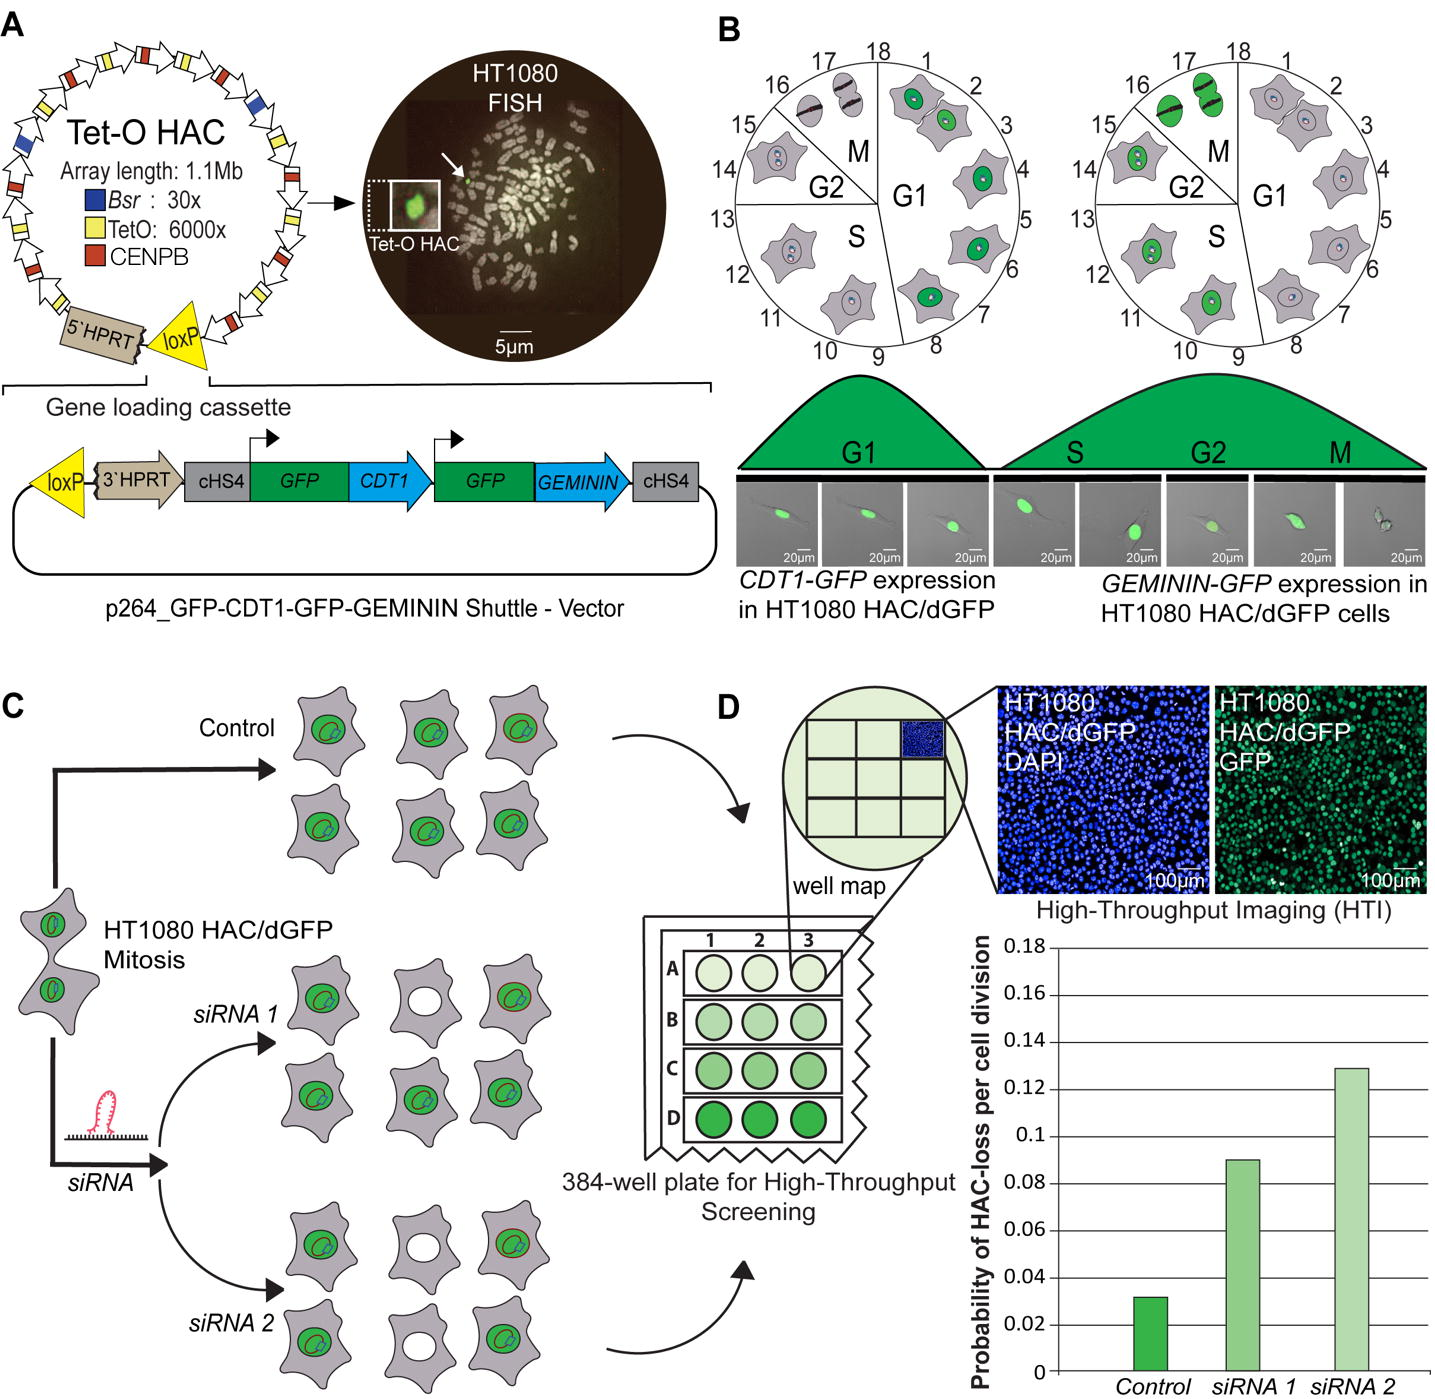 A
Tet-O HAC
Array length: 1.1Mb
Bsr : 30x
TetO: 6000x
CENPB
5`HPRT
loxP
HT1080
FISH
Tet-O HAC
5µm
Gene loading cassette
loxP
3`HPRT
cHS4
GFP
CDT1
GFP
GEMININ
cHS4
p264_GFP-CDT1-GFP-GEMININ Shuttle - Vector
B
18
1
2
3
4
5
6
7
8
9
10
11
12
13
14
15
16
17
M
G2
G1
S
18
1
2
3
4
5
6
7
8
9
10
11
12
13
14
15
16
17
M
G2
G1
S
G1
S
G2
M
20µm
20µm
20µm
20µm
20µm
20µm
20µm
20µm
CDT1-GFP expression
in HT1080 HAC/dGFP
GEMININ-GFP expression in
HT1080 HAC/dGFP cells
C
Control
HT1080 HAC/dGFP
Mitosis
siRNA 1
siRNA
siRNA 2
D
well map
1 2 3
A
B
C
D
384-well plate for High-Throughput
Screening
HT1080
HAC/dGFP
DAPI
100µm
HT1080
HAC/dGFP
GFP
100µm
High-Throughput Imaging (HTI)
Probability of HAC-loss per cell division
0.18
0.16
0.14
0.12
0.1
0.08
0.06
0.04
0.02
0
Control
siRNA 1
siRNA 2